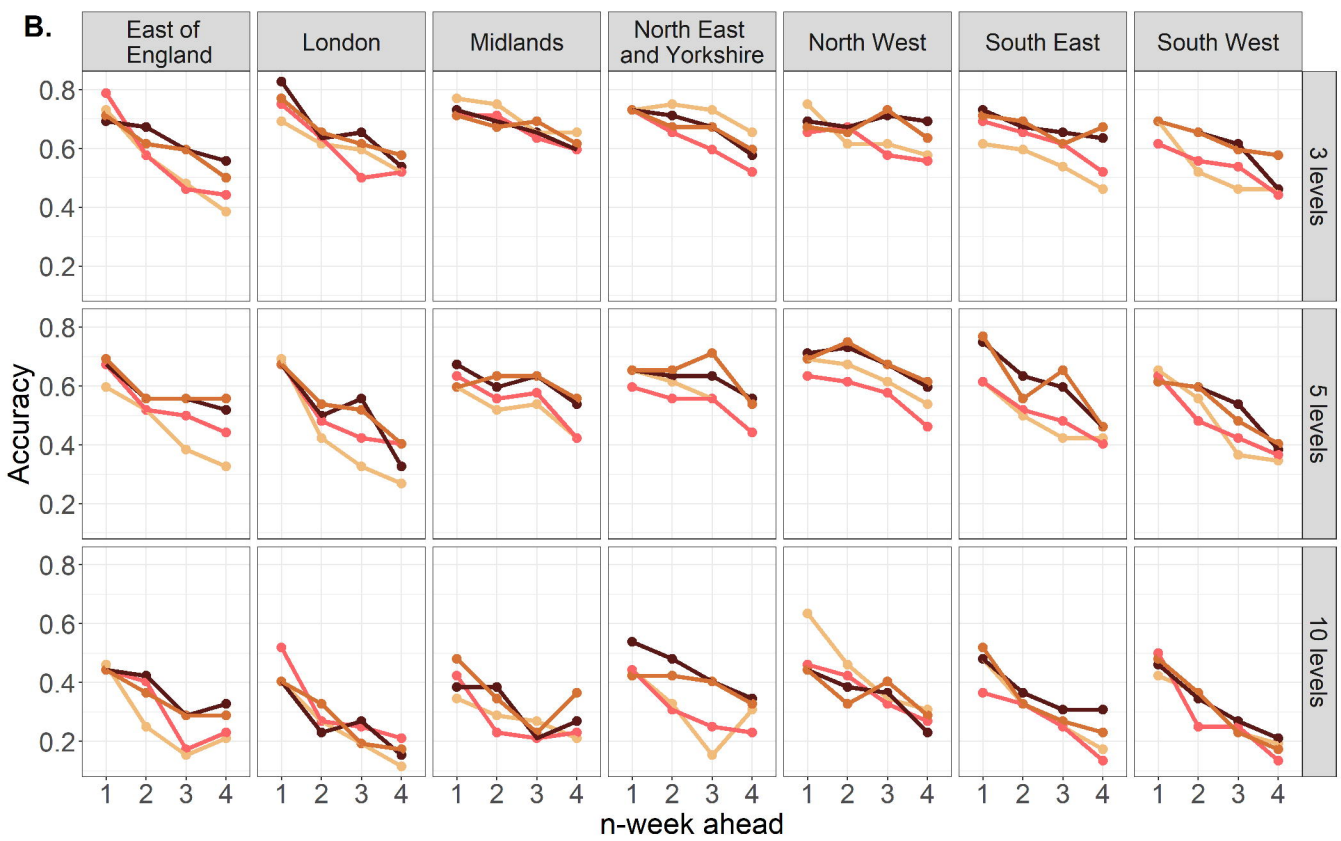 B.
East of
England
London
Midlands
North East
and Yorkshire
North West
South East
South West
0.8
0.6
0.4
0.2
3 levels
0.8
0.6
0.4
0.2
5 levels
0.8
0.6
0.4
0.2
10 levels
Accuracy
1 2 3 4 1 2 3 4 1 2 3 4 1 2 3 4 1 2 3 4 1 2 3 4 1 2 3 4
n-week ahead